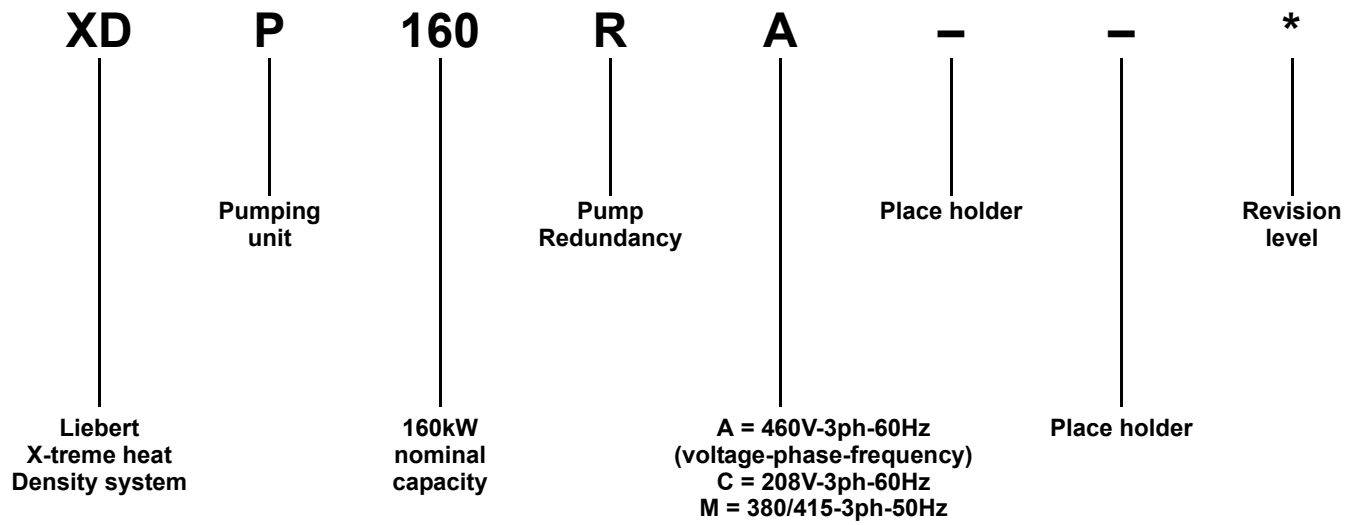 XD P 160 R A – – *
Pumping
unit
Pump
Redundancy
Place holder
Revision
level
Liebert
X-treme heat
Density system
160kW
nominal
capacity
A = 460V-3ph-60Hz
(voltage-phase-frequency)
C = 208V-3ph-60Hz
M = 380/415-3ph-50Hz
Place holder